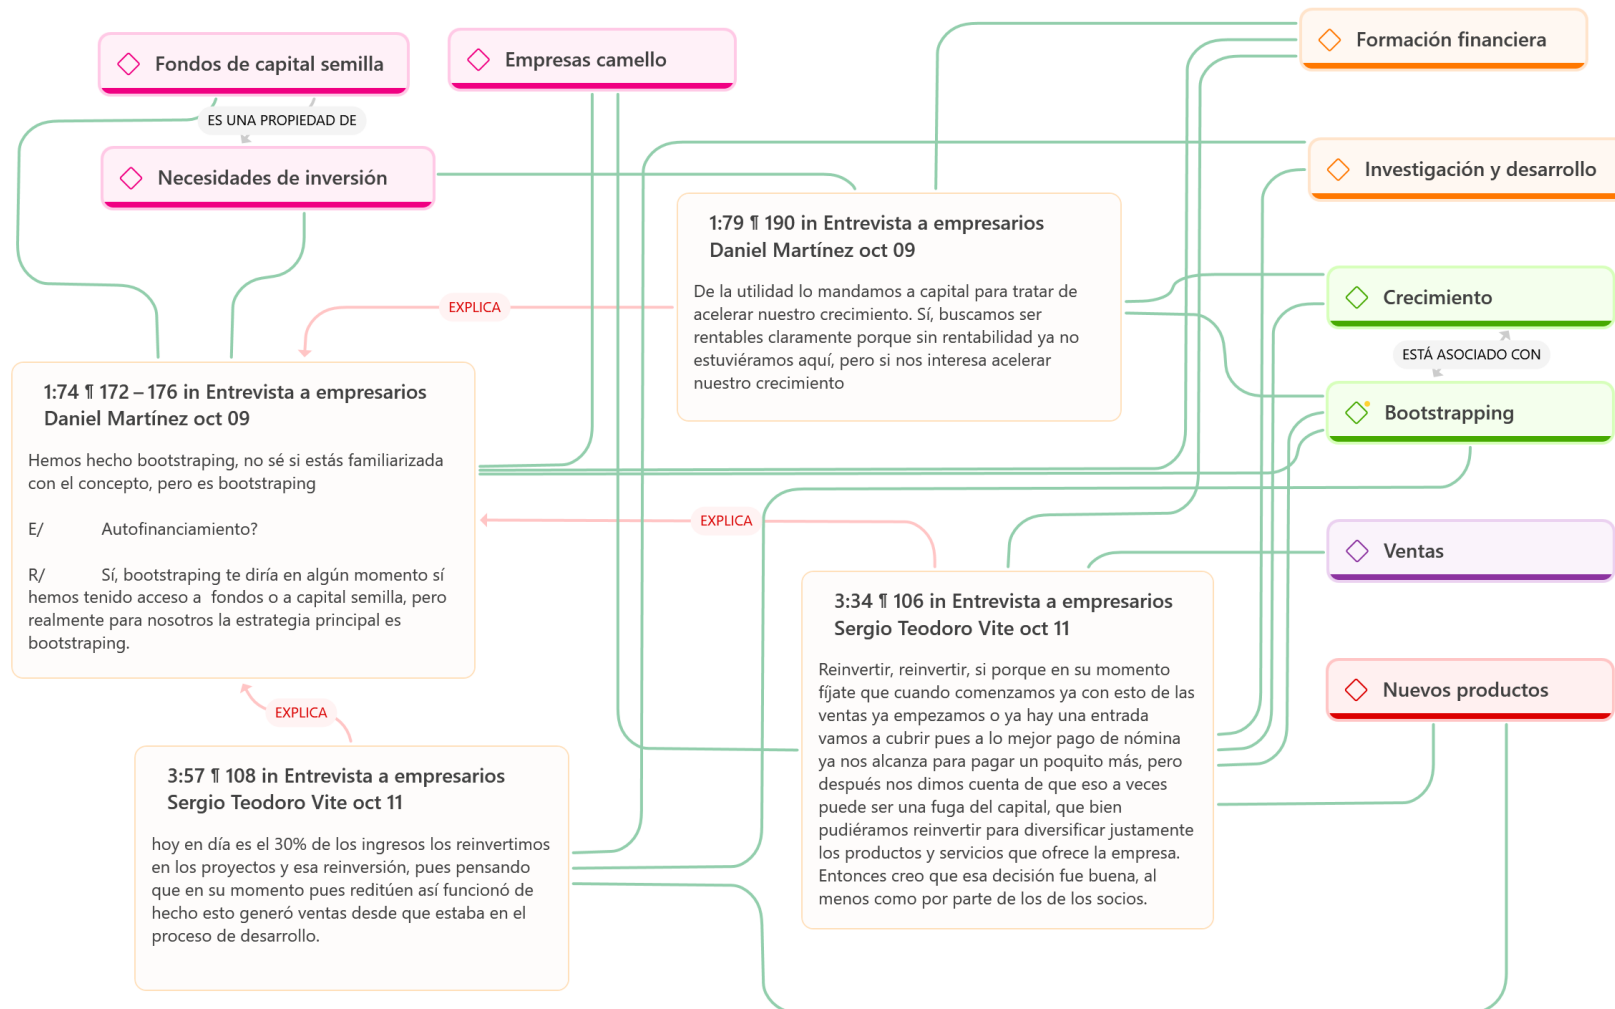 Fondos de capital semilla
Empresas camello
Formación financiera
ES UNA PROPIEDAD DE
Necesidades de inversión
Investigación y desarrollo
1:79 ¶ 190 in Entrevista a empresarios
Daniel Martínez oct 09
De la utilidad lo mandamos a capital para tratar de
acelerar nuestro crecimiento. Sí, buscamos ser
rentables claramente porque sin rentabilidad ya no
estuviéramos aquí, pero si nos interesa acelerar
nuestro crecimiento
EXPLICA
Crecimiento
ESTÁ ASOCIADO CON
Bootstrapping
1:74 ¶ 172 – 176 in Entrevista a empresarios
Daniel Martínez oct 09
Hemos hecho bootstraping, no sé si estás familiarizada
con el concepto, pero es bootstraping
E/ Autofinanciamiento?
R/ Sí, bootstraping te diría en algún momento sí
hemos tenido acceso a  fondos o a capital semilla, pero
realmente para nosotros la estrategia principal es
bootstraping.
EXPLICA
Ventas
3:34 ¶ 106 in Entrevista a empresarios
Sergio Teodoro Vite oct 11
Reinvertir, reinvertir, si porque en su momento
fíjate que cuando comenzamos ya con esto de las
ventas ya empezamos o ya hay una entrada
vamos a cubrir pues a lo mejor pago de nómina
ya nos alcanza para pagar un poquito más, pero
después nos dimos cuenta de que eso a veces
puede ser una fuga del capital, que bien
pudiéramos reinvertir para diversificar justamente
los productos y servicios que ofrece la empresa.
Entonces creo que esa decisión fue buena, al
menos como por parte de los de los socios.
Nuevos productos
EXPLICA
3:57 ¶ 108 in Entrevista a empresarios
Sergio Teodoro Vite oct 11
hoy en día es el 30% de los ingresos los reinvertimos
en los proyectos y esa reinversión, pues pensando
que en su momento pues reditúen así funcionó de
hecho esto generó ventas desde que estaba en el
proceso de desarrollo.